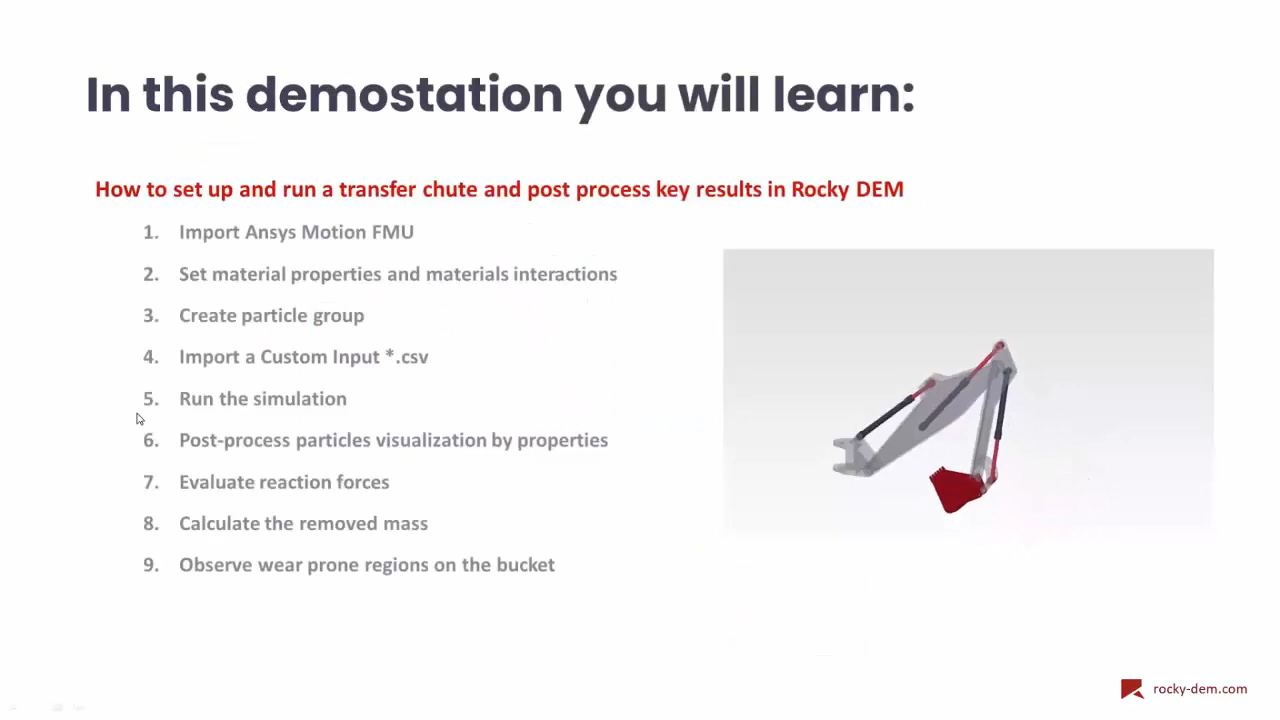 In this demostation you will learn:
How to set up and run a transfer chute and post process key results in Rocky DEM
1. Import Ansys Motion FMU
2. Set material properties and materials interactions
3. Create particle group
4. Import a Custom Input *.csv
5. Run the simulation
6. Post-process particles visualization by properties
7. Evaluate reaction forces
8. Calculate the removed mass
9. Observe wear prone regions on the bucket
rocky-dem.com